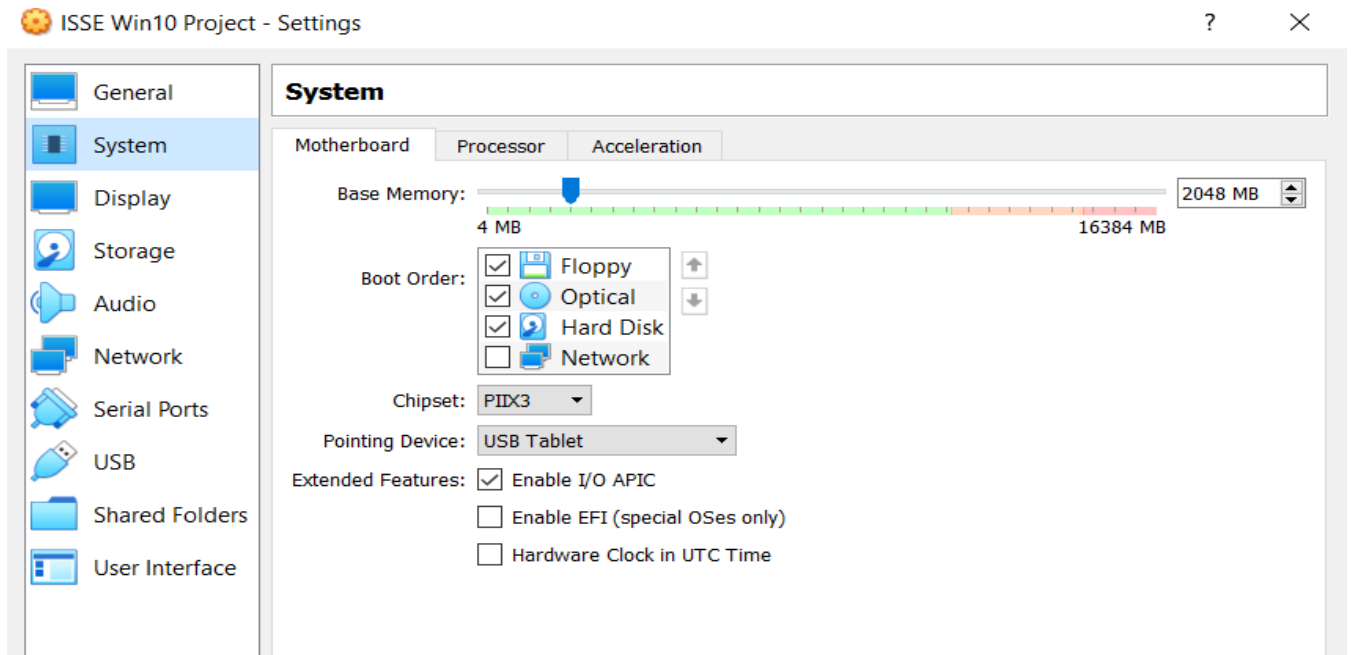 ISSE Win10 Project - Settings ?
General
System
Display
Storage
Audio
Network
Serial Ports
USB
Shared Folders
User Interface
System
Motherboard Processor Acceleration
Base Memory: 2048 MB
4 MB 16384 MB
Boot Order: Floppy
Optical
Hard Disk
Network
Chipset: PIIX3
Pointing Device: USB Tablet
Extended Features: Enable I/O APIC
Enable EFI (special OSes only)
Hardware Clock in UTC Time